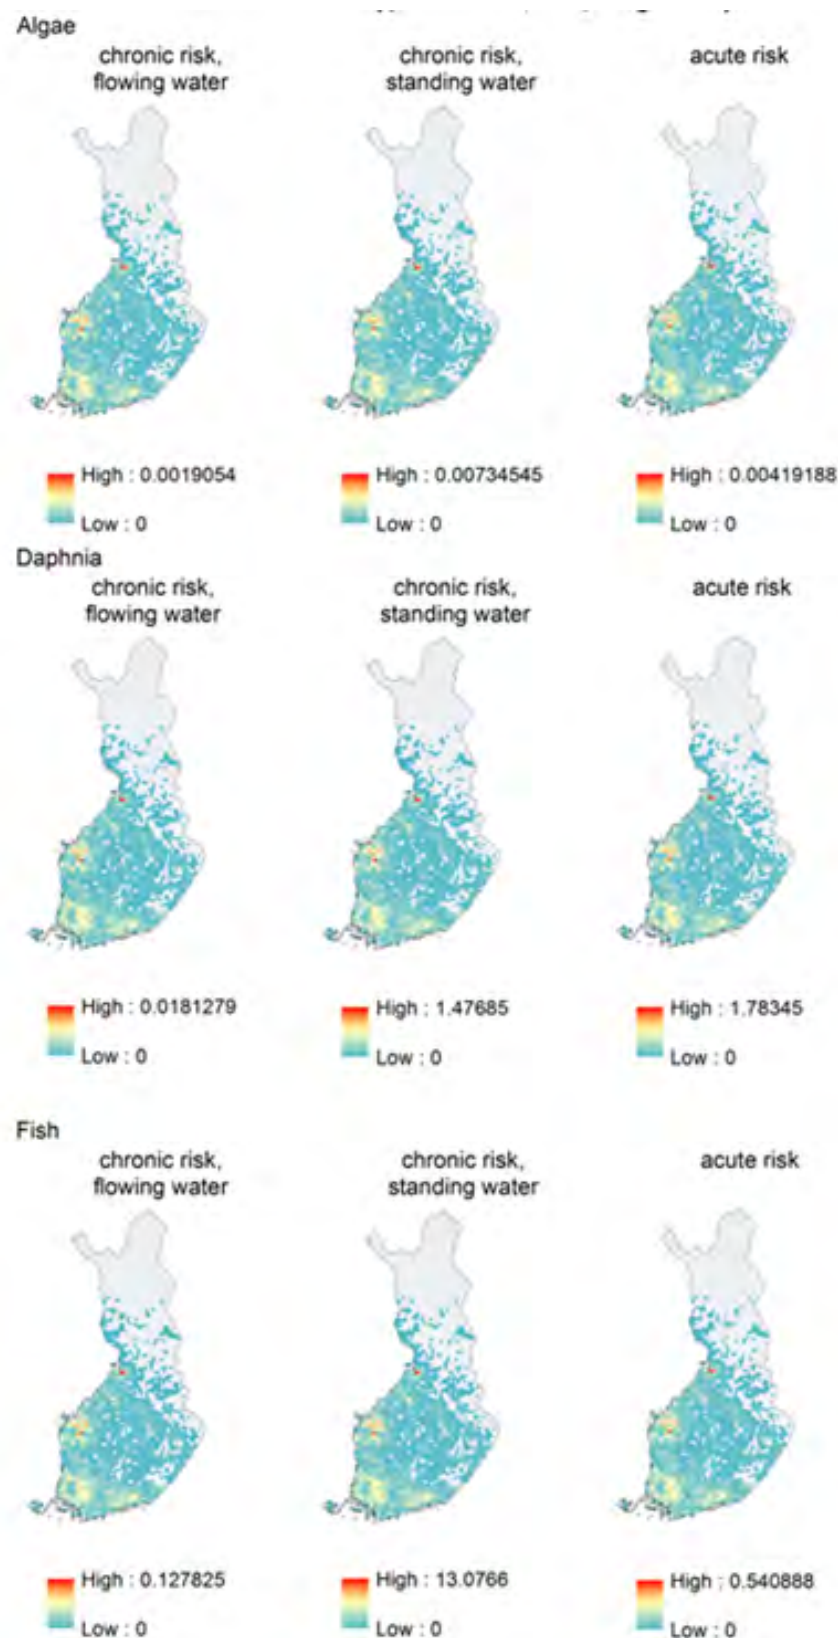 Algae
chronic risk,
flowing water
chronic risk,
standing water
acute risk
High : 0.0019054
Low : 0
High : 0.00734545
Low : 0
High : 0.00419188
Low : 0
Daphnia
chronic risk,
flowing water
chronic risk,
standing water
acute risk
High : 0.0181279
Low : 0
High : 1.47685
Low : 0
High : 1.78345
Low : 0
Fish
chronic risk,
flowing water
chronic risk,
standing water
acute risk
High : 0.127825
Low : 0
High : 13.0766
Low : 0
High : 0.540888
Low : 0